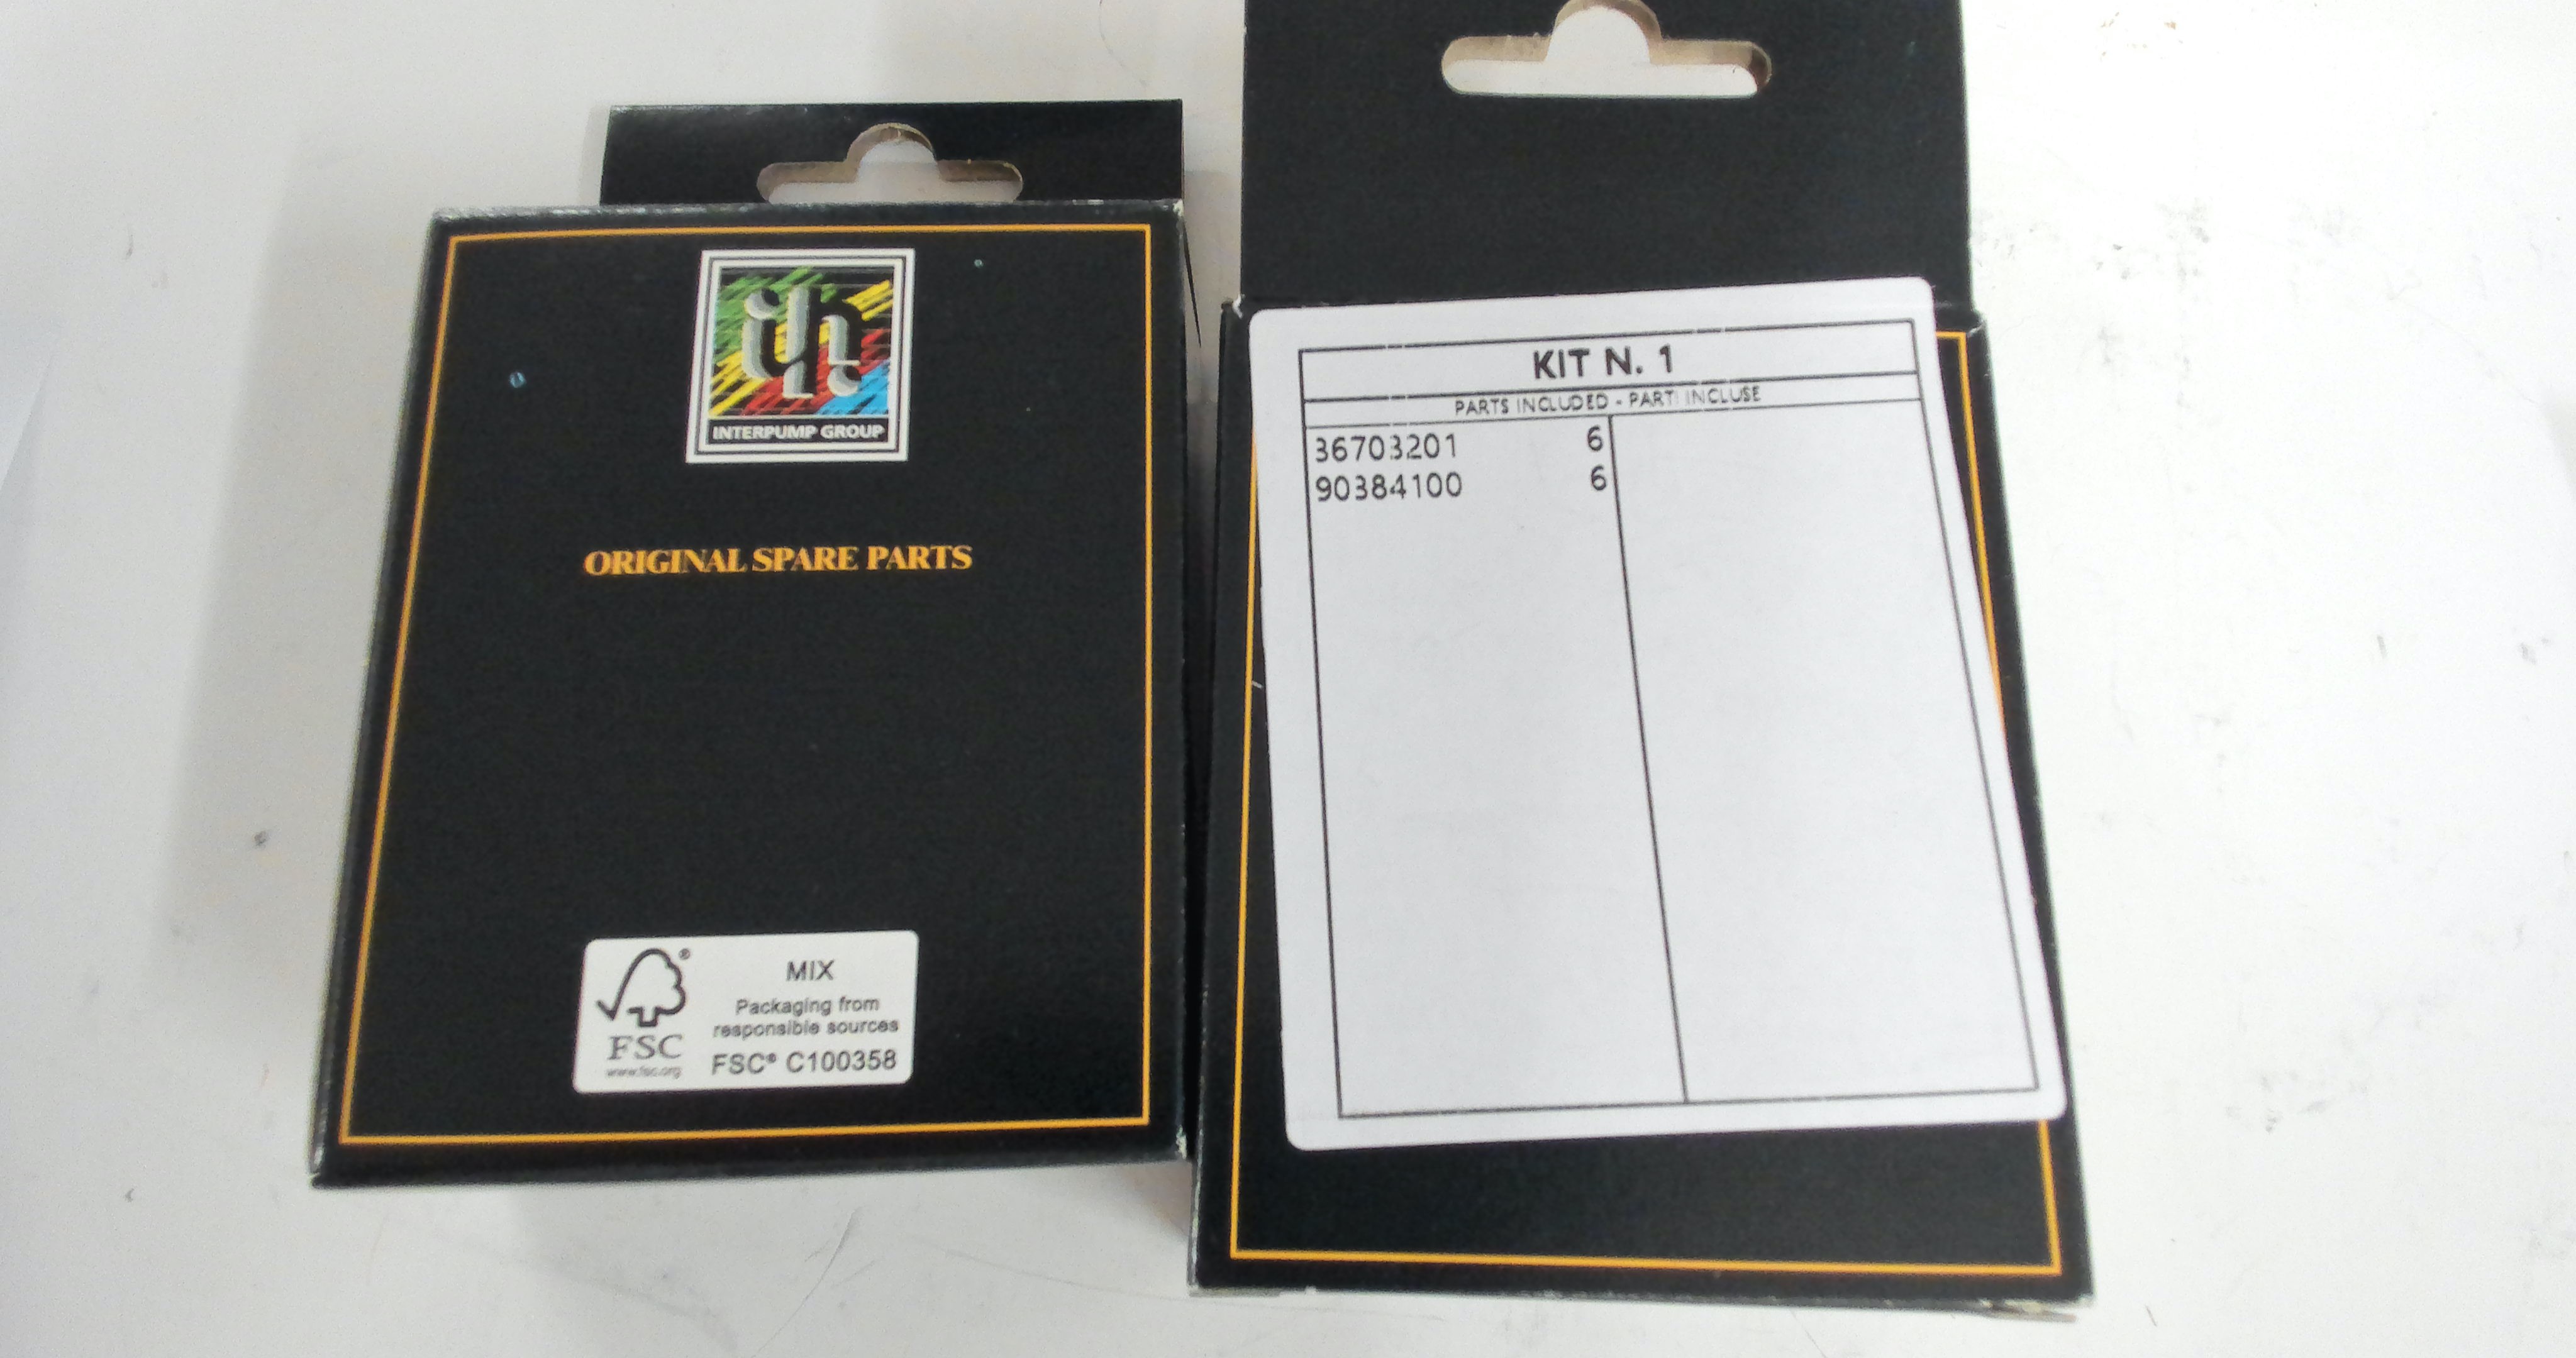 INTERPUMP GROUP
ORIGINAL SPARE PARTS
MIX
Packaging from
responsible sources
FSC® C100358
®
FSC
www.fsc.org
KIT N. 1
PARTS INCLUDED - PARTI INCLUSE
36703201 6
90384100 6